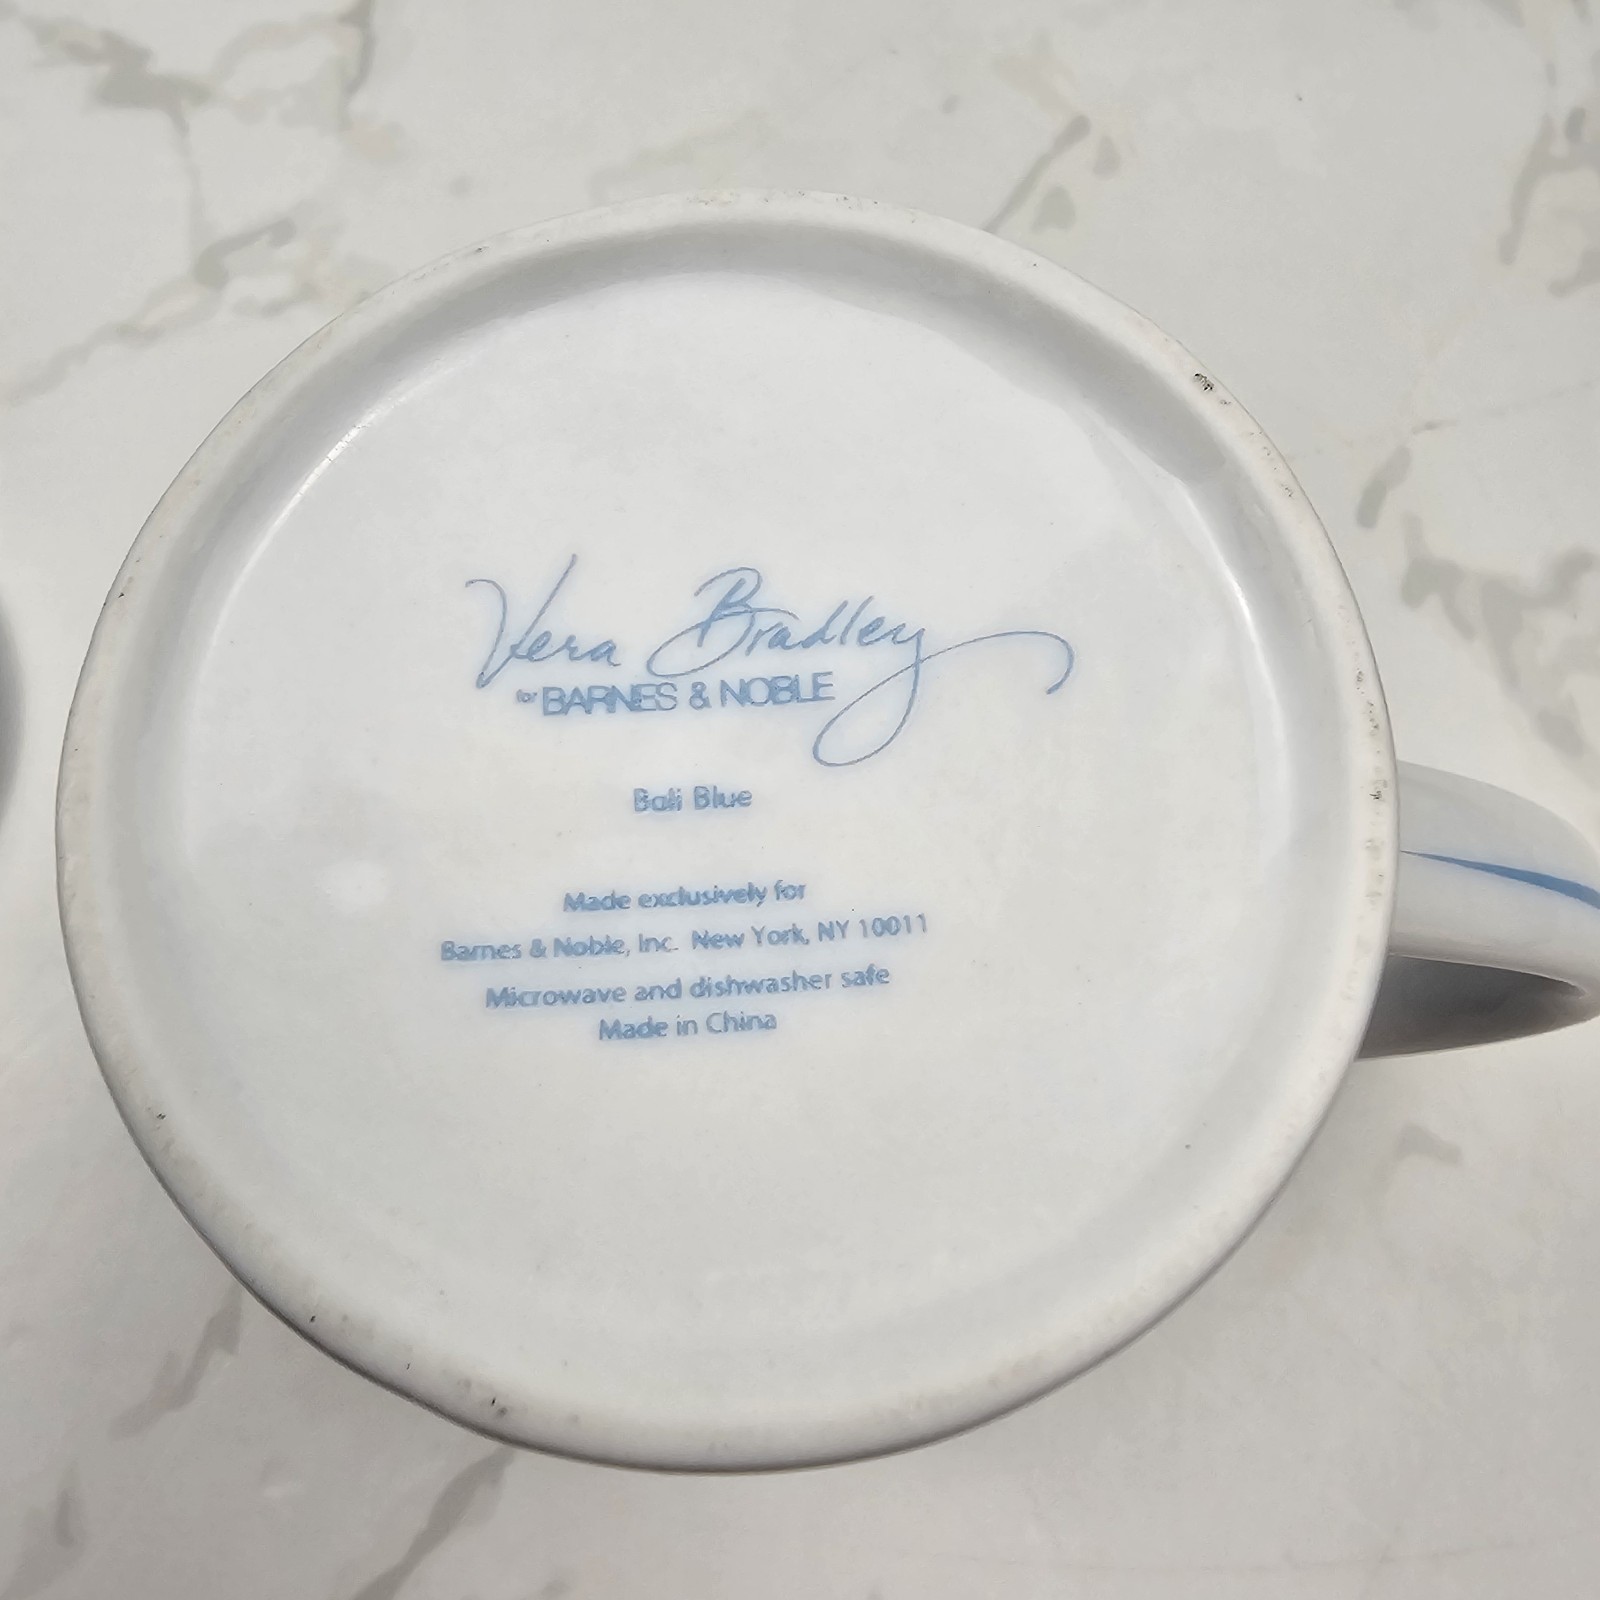 Vera Bradley
for BARNES & NOBLE
Bali Blue
Made exclusively for
Barnes & Noble, Inc. New York, NY 10011
Microwave and dishwasher safe
Made in China